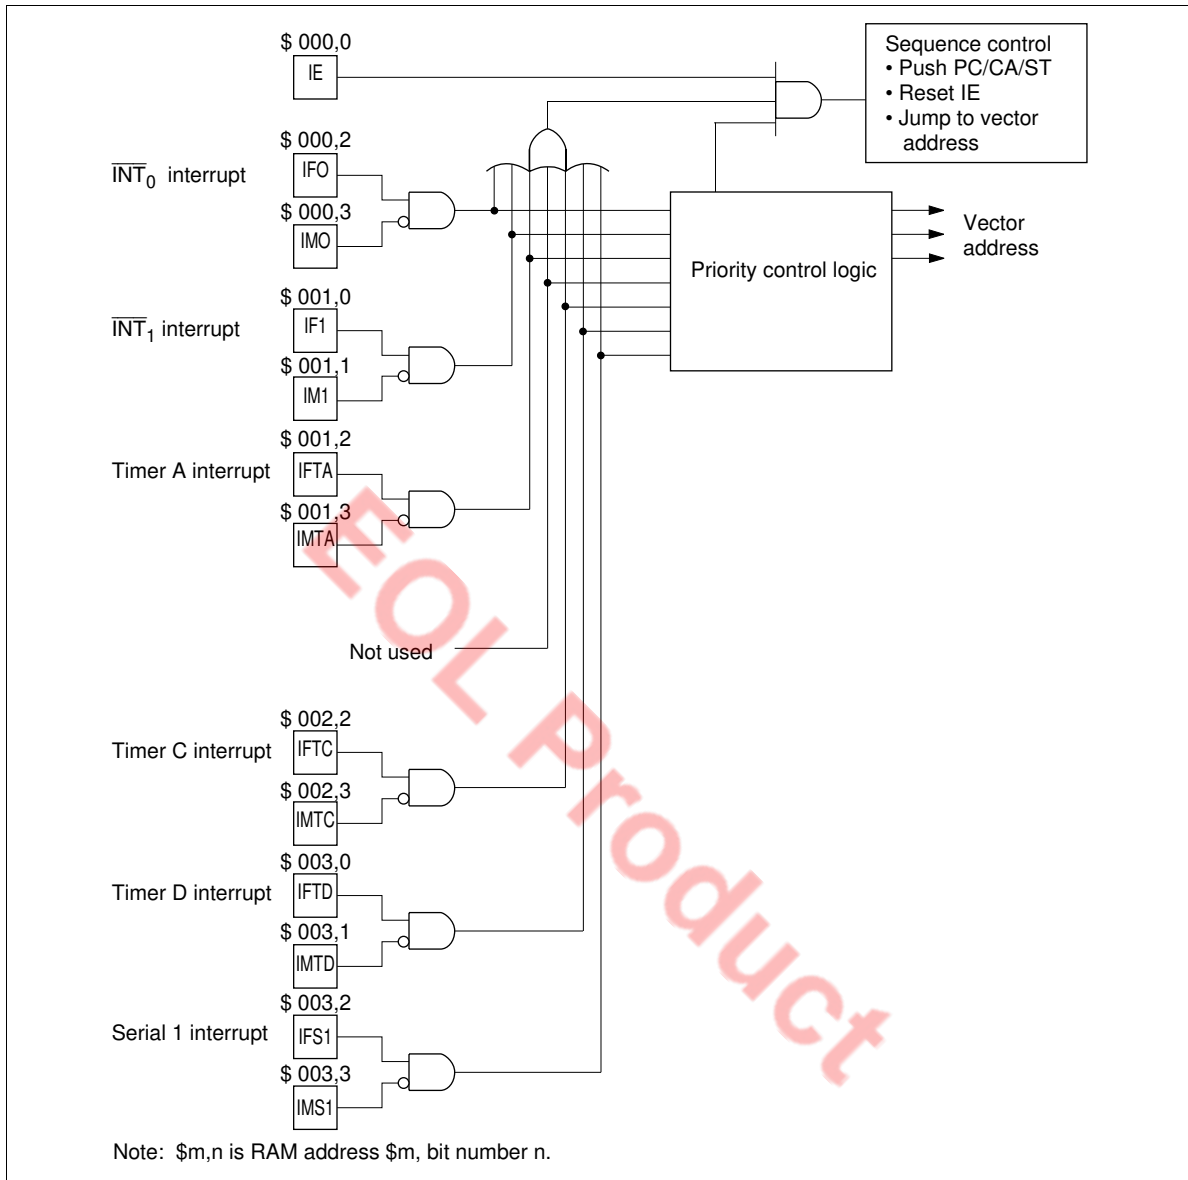 $ 000,0
IE
Sequence control
• Push PC/CA/ST
• Reset IE
• Jump to vector
address
$ 000,2
INT0 interrupt
IFO
$ 000,3
IMO
Priority control logic
Vector
address
$ 001,0
INT1 interrupt
IF1
$ 001,1
IM1
$ 001,2
Timer A interrupt
IFTA
$ 001,3
IMTA
Not used
$ 002,2
Timer C interrupt
IFTC
$ 002,3
IMTC
$ 003,0
Timer D interrupt
IFTD
$ 003,1
IMTD
$ 003,2
Serial 1 interrupt
IFS1
$ 003,3
IMS1
Note: $m,n is RAM address $m, bit number n.
EOL Product